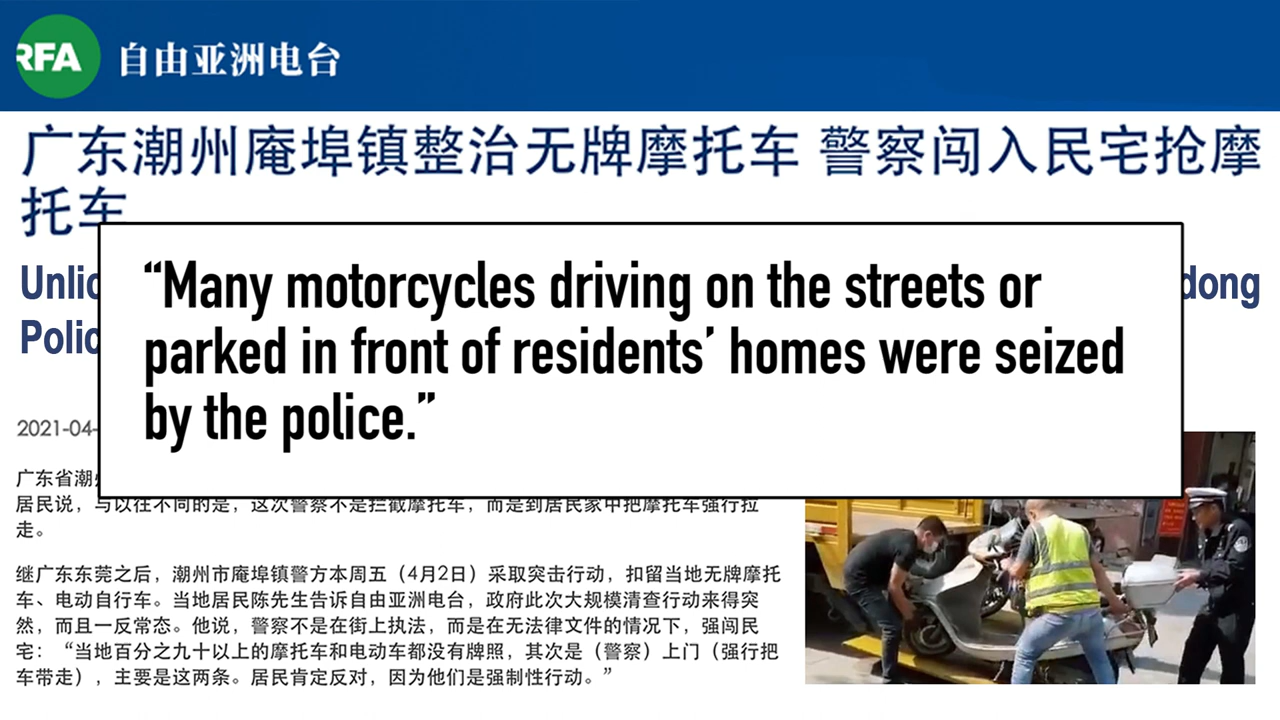 RFA 自由亚洲电台
广东潮州庵埠镇整治无牌摩托车 警察闯入民宅抢摩
托车
“Many motorcycles driving on the streets or
parked in front of residents’ homes were seized
by the police.”
2021-04-
广东省潮
居民说，与以往不同的是，这次警察不是拦截摩托车，而是到居民家中把摩托车强行拉
走。
继广东东莞之后，潮州市庵埠镇警方本周五（4月2日）采取突击行动，扣留当地无牌摩托
车、电动自行车。当地居民陈先生告诉自由亚洲电台，政府此次大规模清查行动来得突
然，而且一反常态。他说，警察不是在街上执法，而是在无法律文件的情况下，强闯民
宅：“当地百分之九十以上的摩托车和电动车都没有牌照，其次是（警察）上门（强行把
车带走），主要是这两条。居民肯定反对，因为他们是强制性行动。”